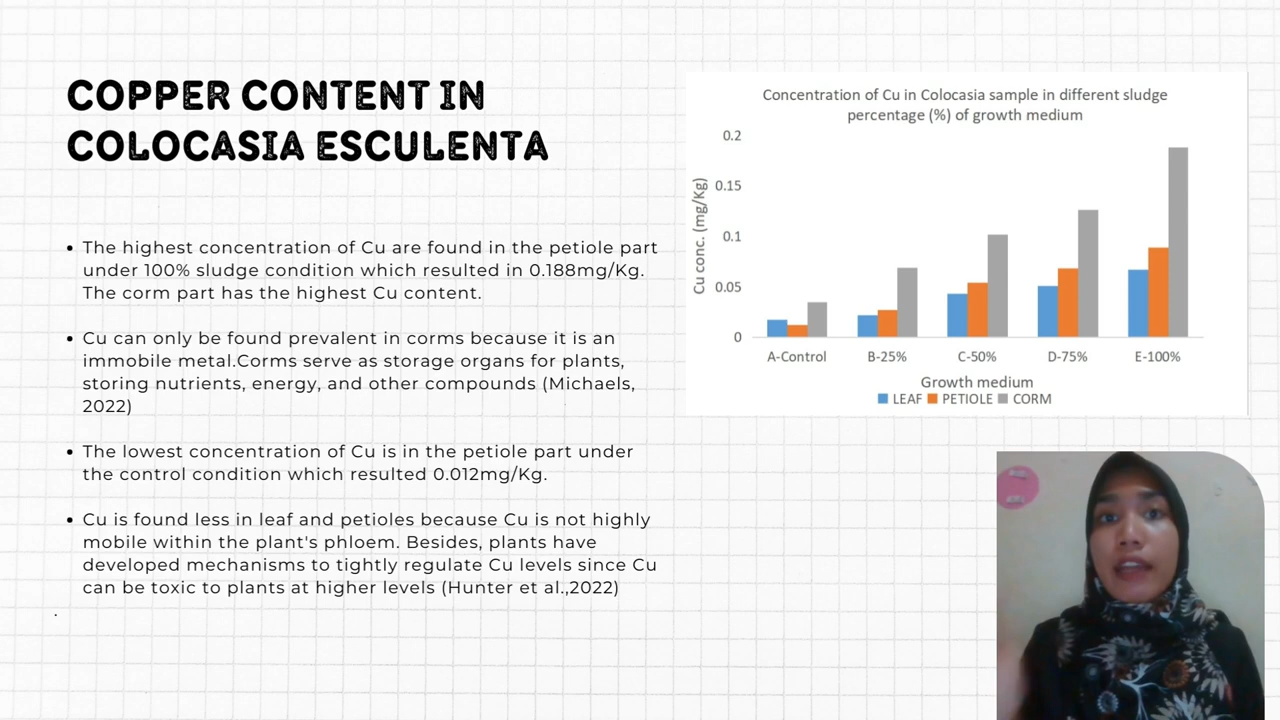 COPPER CONTENT IN
COLOCASIA ESCULENTA
• The highest concentration of Cu are found in the petiole part
under 100% sludge condition which resulted in 0.188mg/Kg.
The corm part has the highest Cu content.
• Cu can only be found prevalent in corms because it is an
immobile metal.Corms serve as storage organs for plants,
storing nutrients, energy, and other compounds (Michaels,
2022)
• The lowest concentration of Cu is in the petiole part under
the control condition which resulted 0.012mg/Kg.
• Cu is found less in leaf and petioles because Cu is not highly
mobile within the plant's phloem. Besides, plants have
developed mechanisms to tightly regulate Cu levels since Cu
can be toxic to plants at higher levels (Hunter et al.,2022)
.
Concentration of Cu in Colocasia sample in different sludge
percentage (%) of growth medium
Cu conc. (mg/Kg)
0.2
0.15
0.1
0.05
0
A-Control B-25% C-50% D-75% E-100%
Growth medium
LEAF PETIOLE CORM